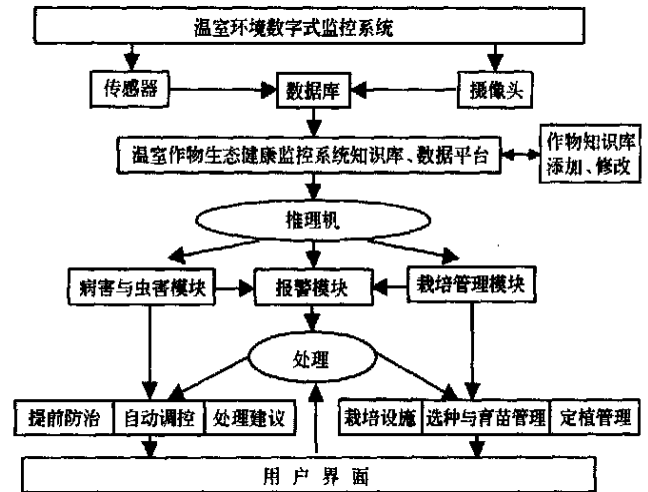 温室环境数字式监控系统
传感器
数据库
摄像头
温室作物生态健康监控系统知识库、数据平台
作物知识库
添加、修改
推理机
病害与虫害模块
报警模块
栽培管理模块
处理
提前防治
自动调控
处理建议
栽培设施
选种与育苗管理
定植管理
用户界面